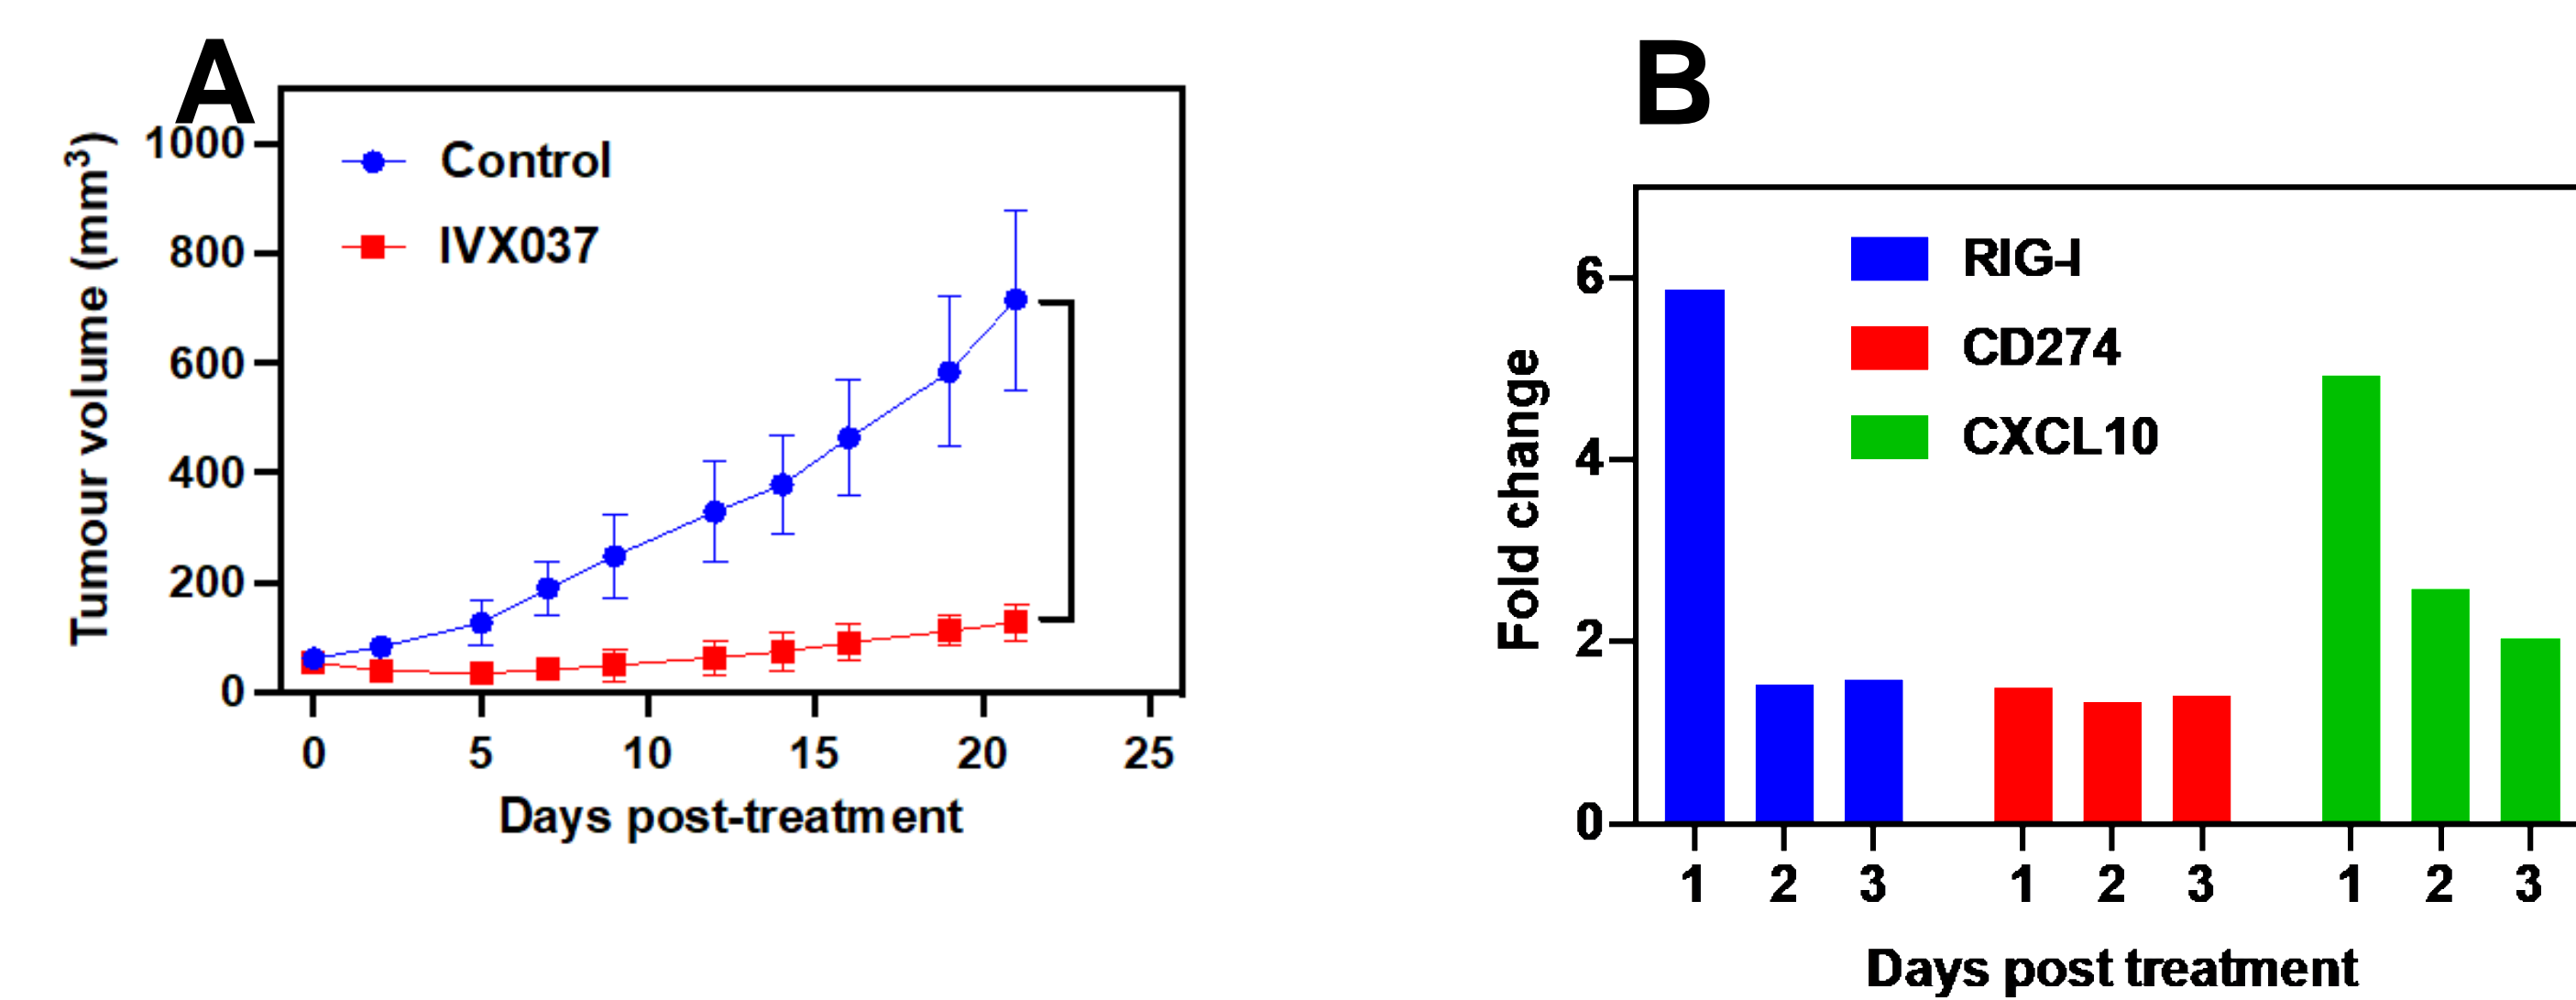 A
Tumour volume (mm³)
1000
800
600
400
200
0
Control
IVX037
0 5 10 15 20 25
Days post-treatment
B
Fold change
6
4
2
0
RIG-I
CD274
CXCL10
1 2 3 1 2 3 1 2 3
Days post treatment